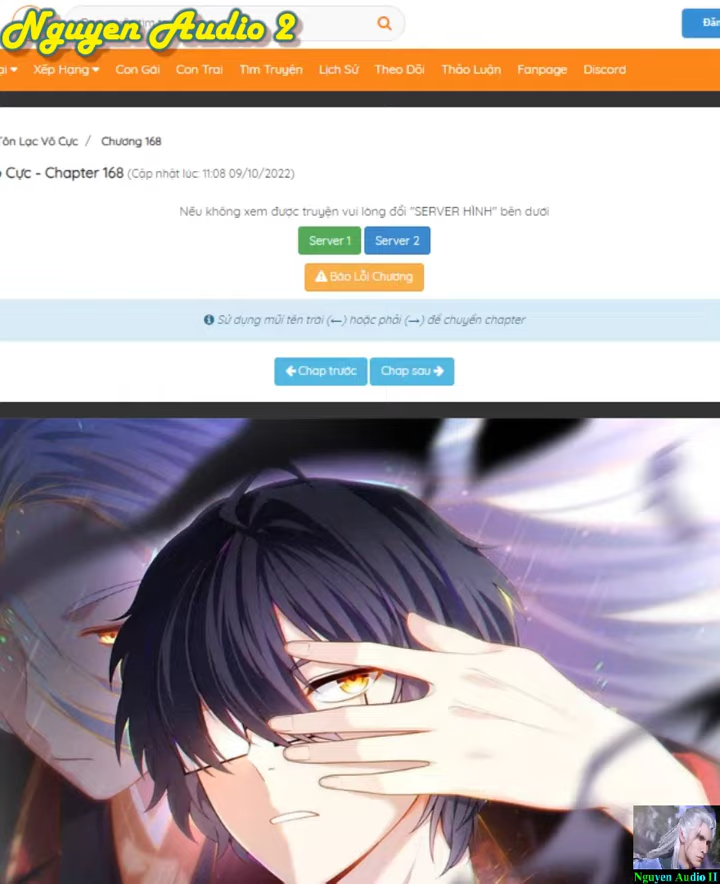 Nguyen Audio 2
Xếp Hạng Con Gái Con Trai Tìm Truyện Lịch Sử Theo Dõi Thảo Luận Fanpage Discord
Tôn Lạc Vô Cực / Chương 168
Cực - Chapter 168 (Cập nhật lúc: 11:08 09/10/2022)
Nếu không xem được truyện vui lòng đổi "SERVER HÌNH" bên dưới
Server 1 Server 2
Báo Lỗi Chương
Sử dụng mũi tên trái (←) hoặc phải (→) để chuyển chapter
Chap trước Chap sau
Nguyen Audio II